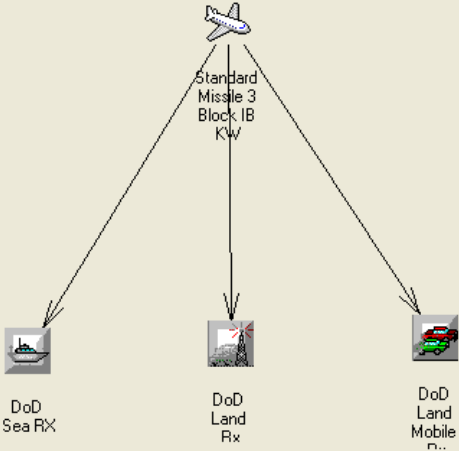 Standard
Missile 3
Block IB
KW
DoD
Sea RX
DoD
Land
Rx
DoD
Land
Mobile